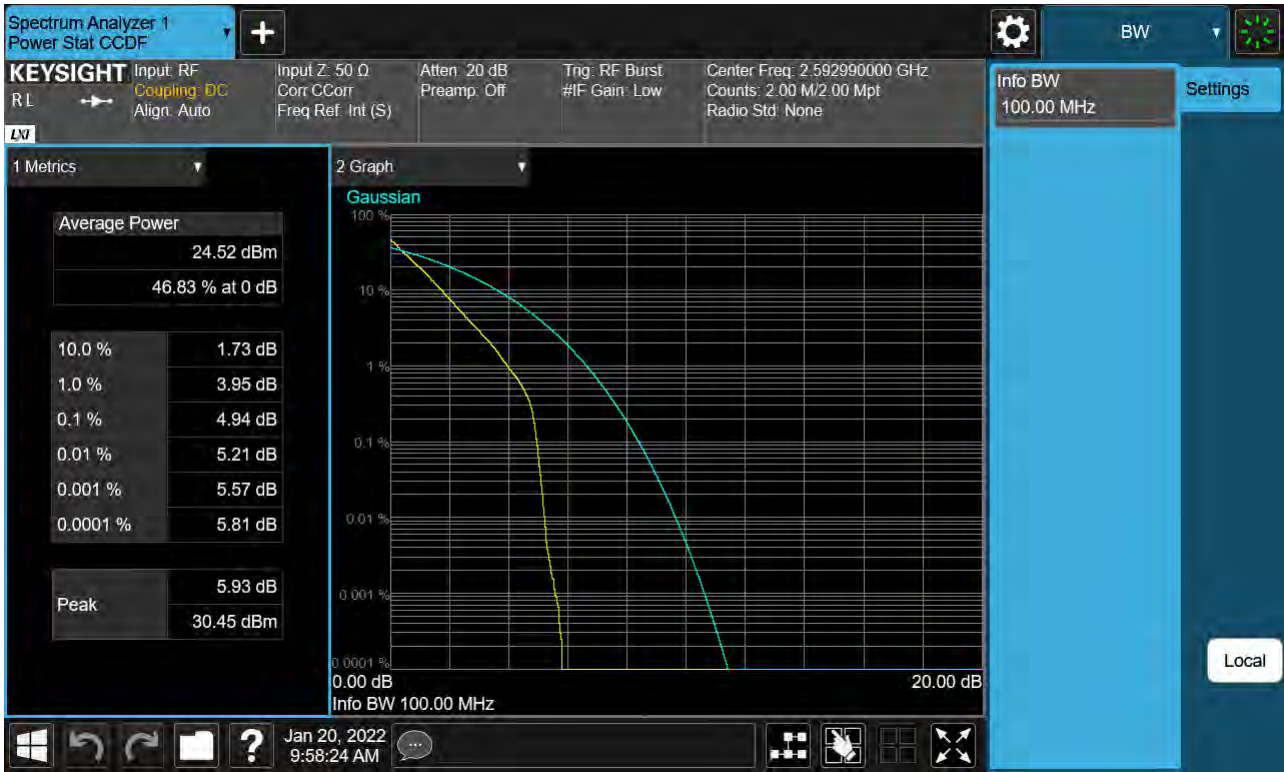 Spectrum Analyzer 1
Power Stat CCDF
BW
KEYSIGHT
RL
LXI
Input: RF
Coupling: DC
Align: Auto
Input Z: 50 Ω
Corr CCorr
Freq Ref: Int (S)
Atten: 20 dB
Preamp: Off
Trig: RF Burst
#IF Gain: Low
Center Freq: 2.592990000 GHz
Counts: 2.00 M/2.00 Mpt
Radio Std: None
Info BW
100.00 MHz
Settings
1 Metrics
Average Power
24.52 dBm
46.83 % at 0 dB
10.0 % 1.73 dB
1.0 % 3.95 dB
0.1 % 4.94 dB
0.01 % 5.21 dB
0.001 % 5.57 dB
0.0001 % 5.81 dB
Peak
5.93 dB
30.45 dBm
2 Graph
Gaussian
100 %
10 %
1 %
0.1 %
0.01 %
0.001 %
0.0001 %
0.00 dB 20.00 dB
Info BW 100.00 MHz
Local
?
Jan 20, 2022
9:58:24 AM